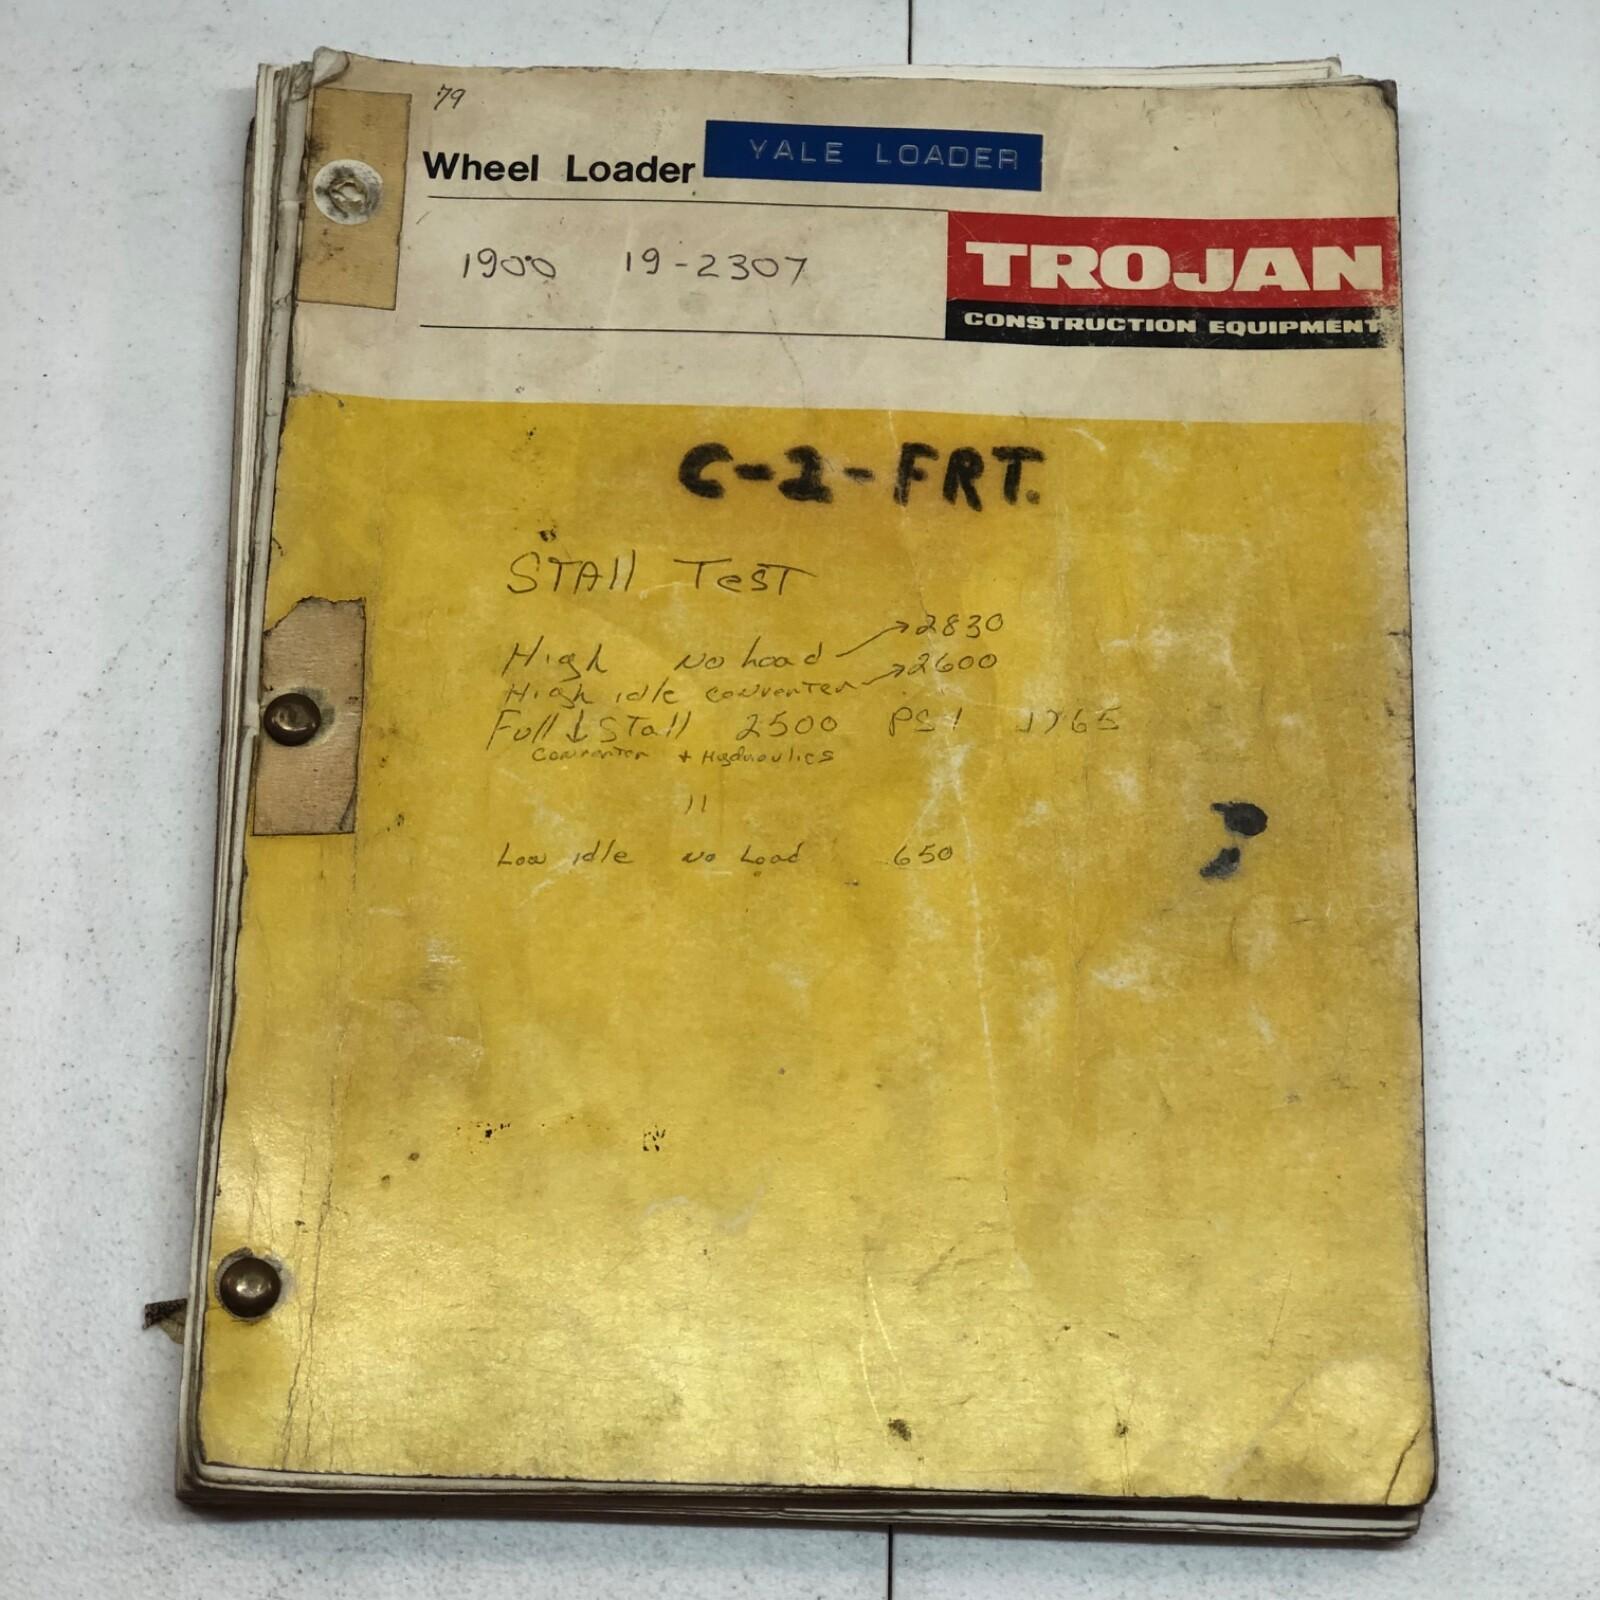 79
Wheel Loader YALE LOADER
1900 19-2307
TROJAN
CONSTRUCTION EQUIPMENT
C-2-FRT.
STAll TesT
High No Load → 2830
High idle converter → 2600
Full ↓ STall 2500 PSI 1765
Converter + Hydraulics
"
Low idle No Load 650